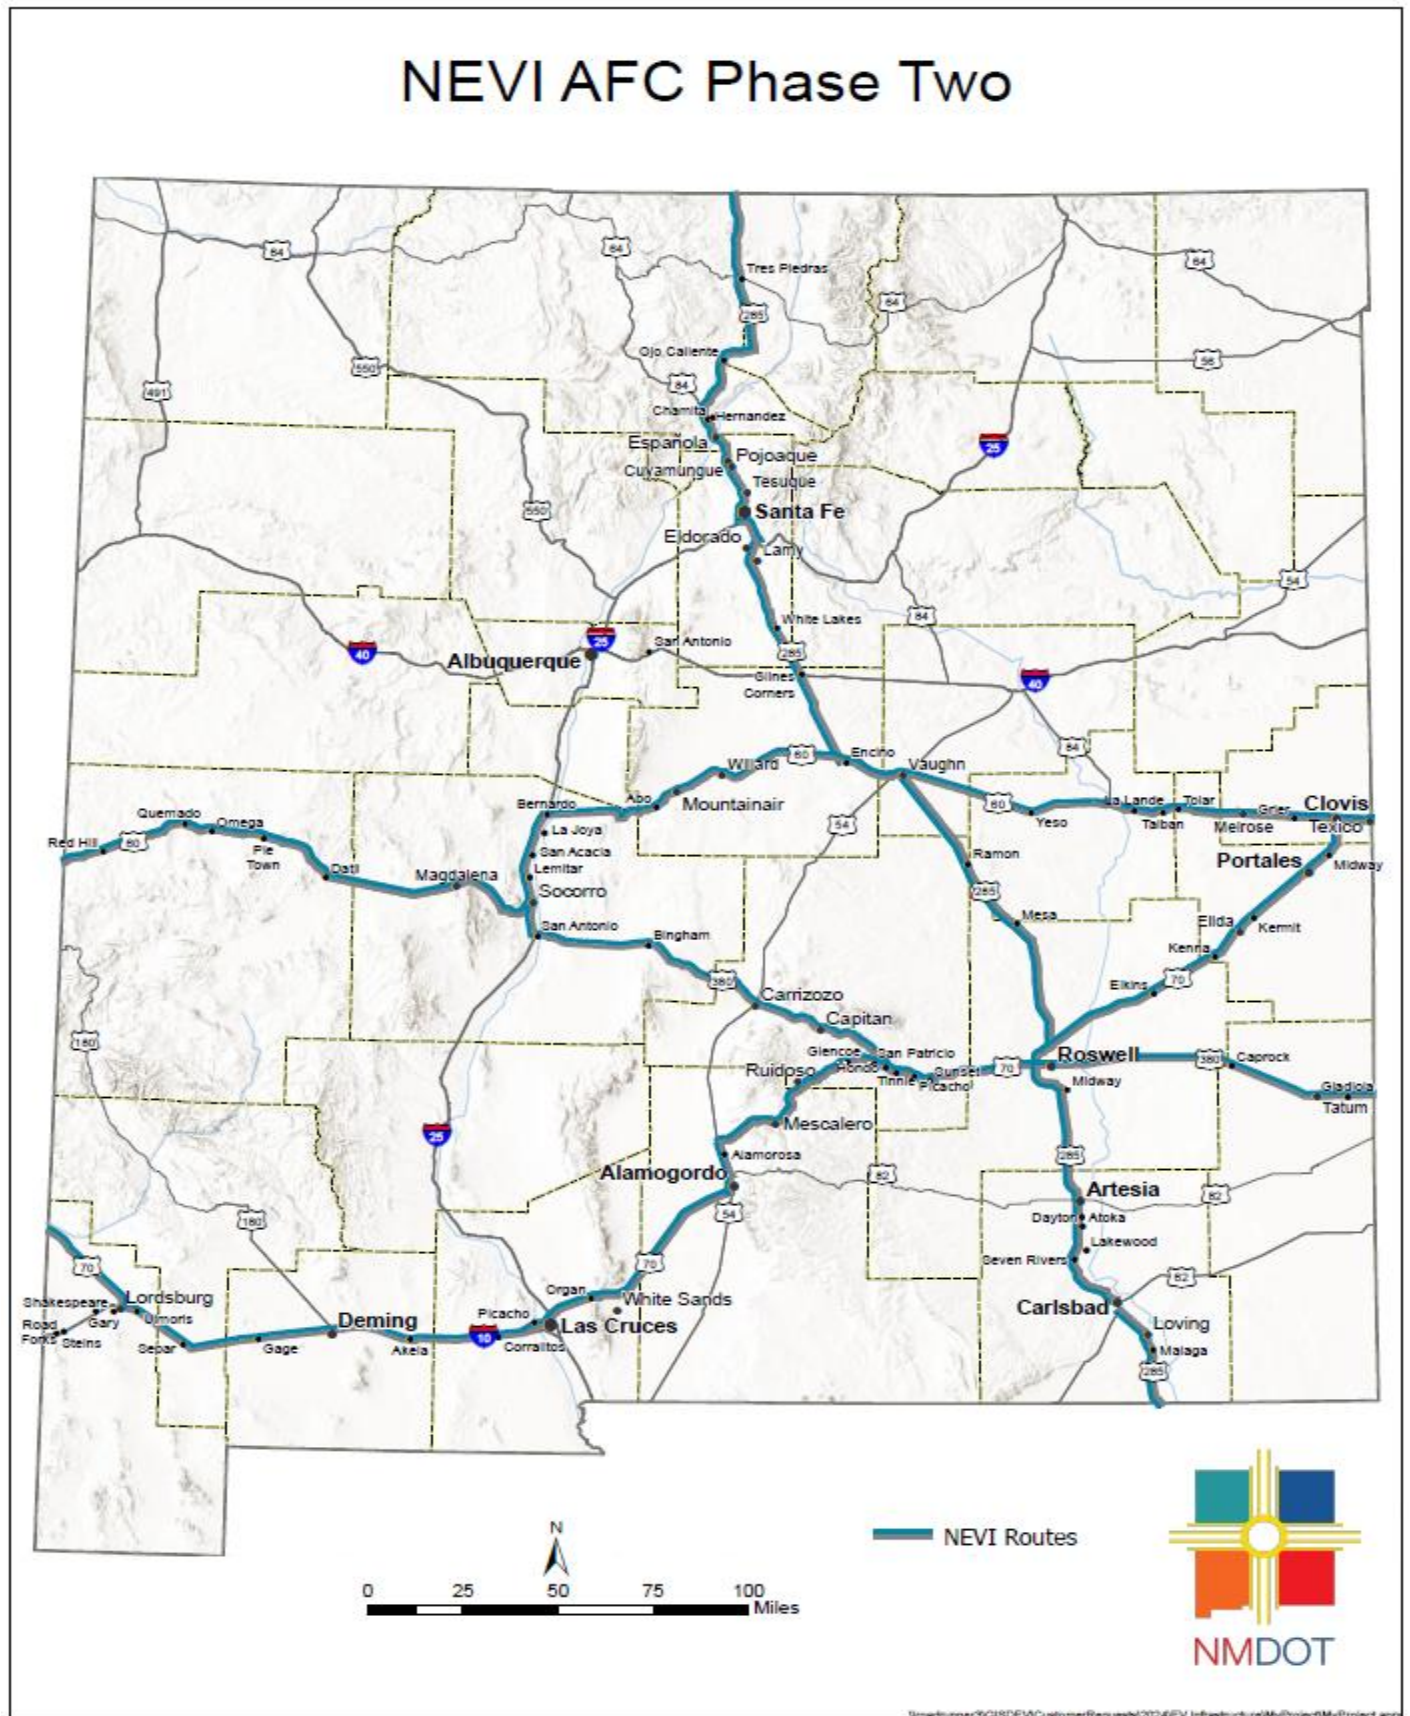 NEVI AFC Phase Two
64
64
64
Tres Piedras
64
285
Ojo Caliente
550
56
84
491
Chamita
Hernandez
Española
25
Pojoaque
Cuyamungue
Tesuque
550
Santa Fe
Eldorado
Lamy
54
84
White Lakes
25
San Antonio
40
Albuquerque
285
Clines
Corners
40
84
60
Encino
Willard
Vaughn
Abo
Mountainair
Bernardo
60
La Lande
Tolar
Grier
Clovis
Quemado
Omega
La Joya
54
Yeso
Taiban
Melrose
Texico
Red Hill
60
Pie
Town
San Acacia
Ramon
Portales
Midway
Datil
Magdalena
Lemitar
Socorro
285
Mesa
Elida
Kermit
San Antonio
Bingham
Kenna
380
70
Elkins
Carrizozo
Capitan
180
Glencoe
San Patricio
Roswell
380
Caprock
Ruidoso
Hondo
Tinnie
Sunset
Picacho
70
Midway
Gladiola
Tatum
25
Mescalero
Alamorosa
285
Alamogordo
82
Artesia
82
180
54
Dayton
Atoka
Lakewood
70
70
Seven Rivers
82
Organ
White Sands
Carlsbad
Shakespeare
Lordsburg
Gary
Ulmoris
Picacho
Loving
Road
Forks
Steins
Deming
Las Cruces
Separ
Gage
Akela
10
Corralitos
Malaga
285
N
0 25 50 75 100
Miles
NEVI Routes
NMDOT